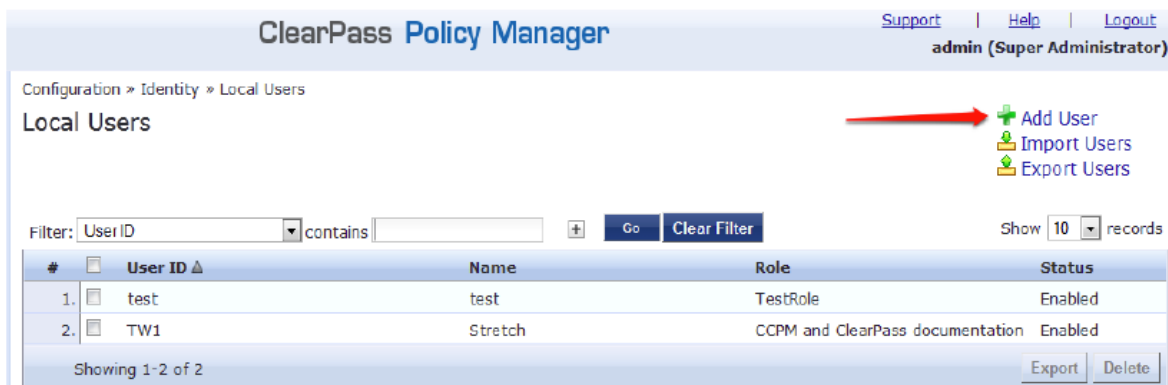 ClearPass Policy Manager
Support | Help | Logout
admin (Super Administrator)
Configuration » Identity » Local Users
Local Users
Add User
Import Users
Export Users
Filter: User ID contains + Go Clear Filter Show 10 records
# User ID Name Role Status
1. test test TestRole Enabled
2. TW1 Stretch CCPM and ClearPass documentation Enabled
Showing 1-2 of 2 Export Delete